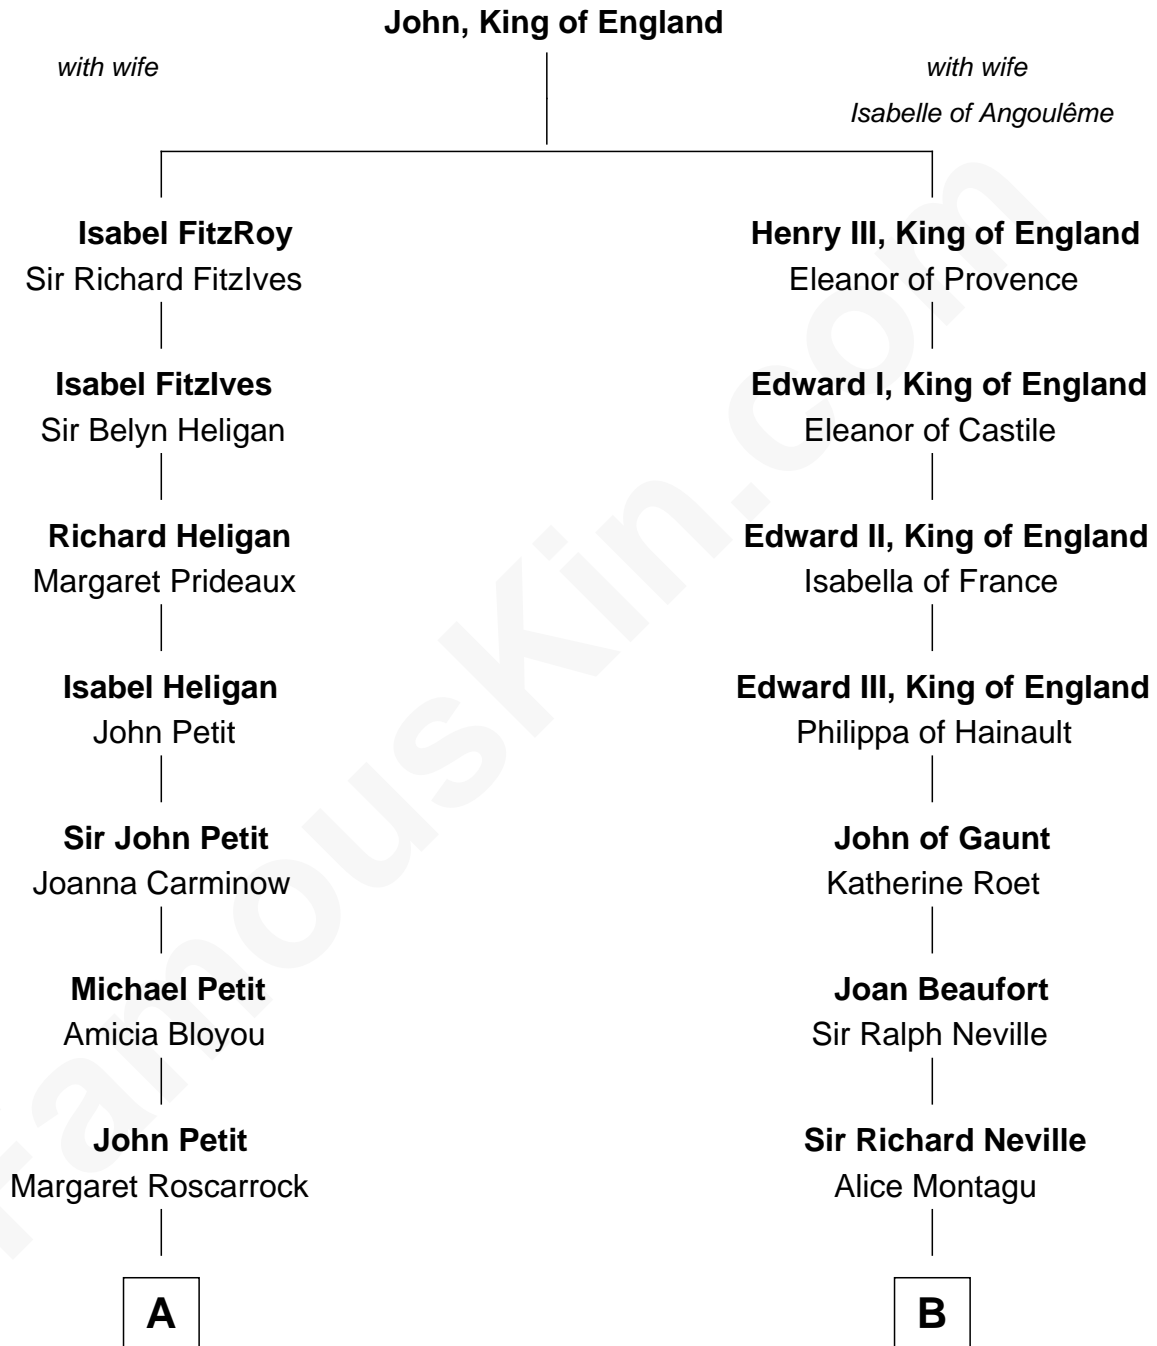 John, King of England
with wife
with wife
Isabelle of Angoulême
Isabel FitzRoy
Sir Richard FitzIves
Henry III, King of England
Eleanor of Provence
Isabel FitzIves
Sir Belyn Heligan
Edward I, King of England
Eleanor of Castile
Richard Heligan
Margaret Prideaux
Edward II, King of England
Isabella of France
Isabel Heligan
John Petit
Edward III, King of England
Philippa of Hainault
Sir John Petit
Joanna Carminow
John of Gaunt
Katherine Roet
Michael Petit
Amicia Bloyou
Joan Beaufort
Sir Ralph Neville
John Petit
Margaret Roscarrock
Sir Richard Neville
Alice Montagu
A
B
FamousKin.com